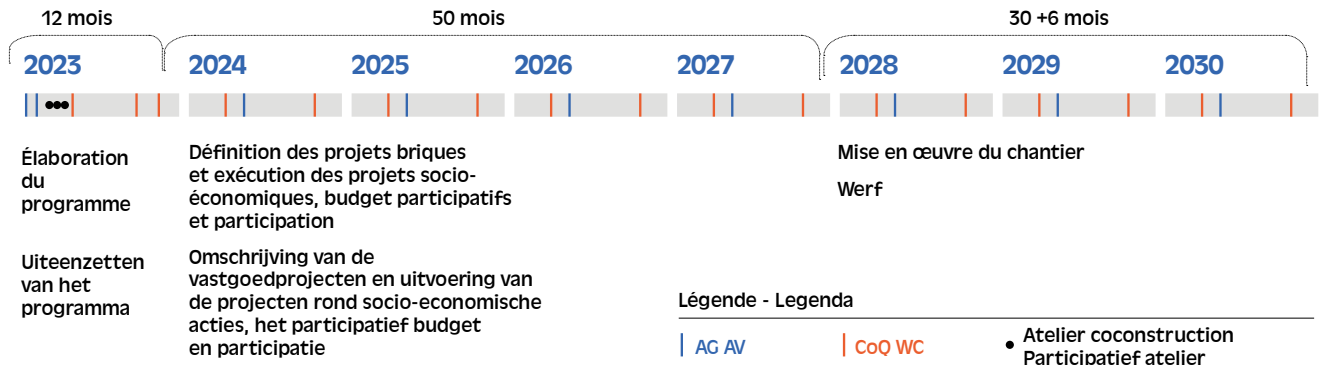 12 mois
50 mois
30 +6 mois
2023
2024
2025
2026
2027
2028
2029
2030
Élaboration
du
programme
Uiteenzetten
van het
programma
Définition des projets briques
et exécution des projets socio-
économiques, budget participatifs
et participation
Omschrijving van de
vastgoedprojecten en uitvoering van
de projecten rond socio-economische
acties, het participatief budget
en participatie
Mise en œuvre du chantier
Werf
Légende - Legenda
AG AV
CoQ WC
Atelier coconstruction
Participatief atelier